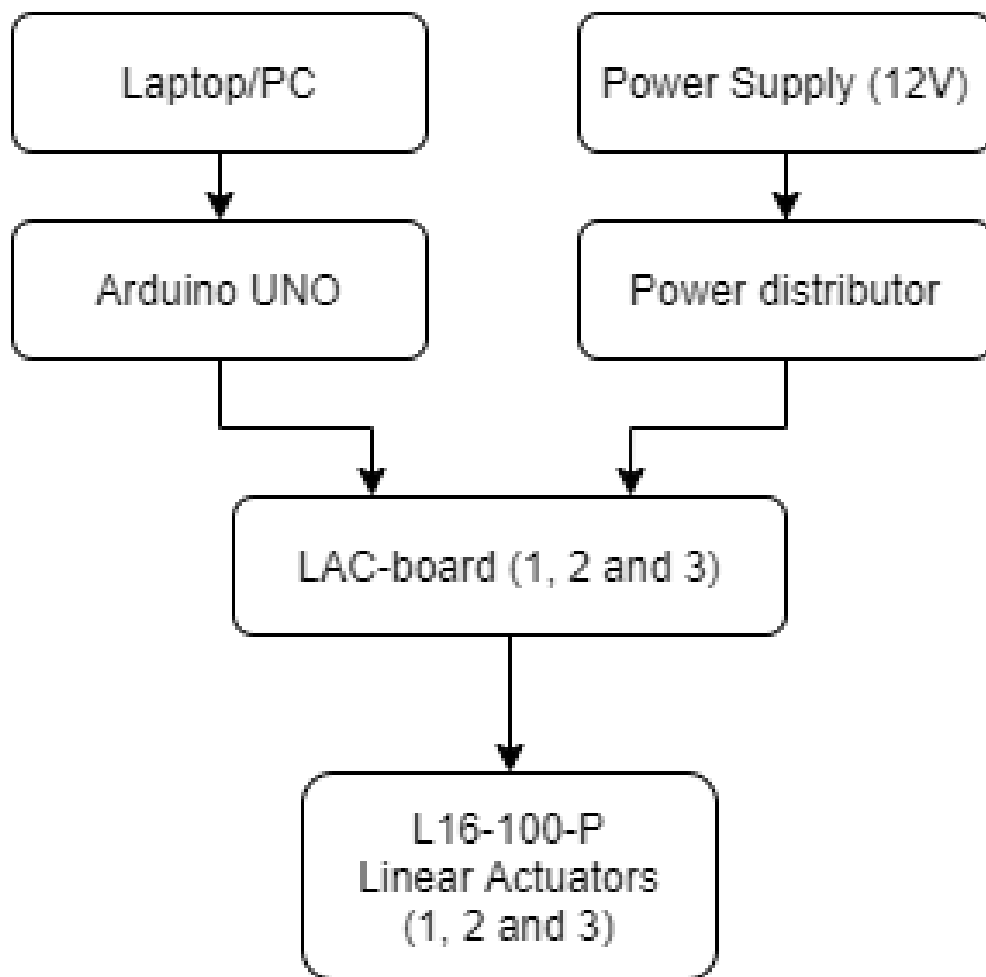 Laptop/PC
Power Supply (12V)
Arduino UNO
Power distributor
LAC-board (1, 2 and 3)
L16-100-P
Linear Actuators
(1, 2 and 3)